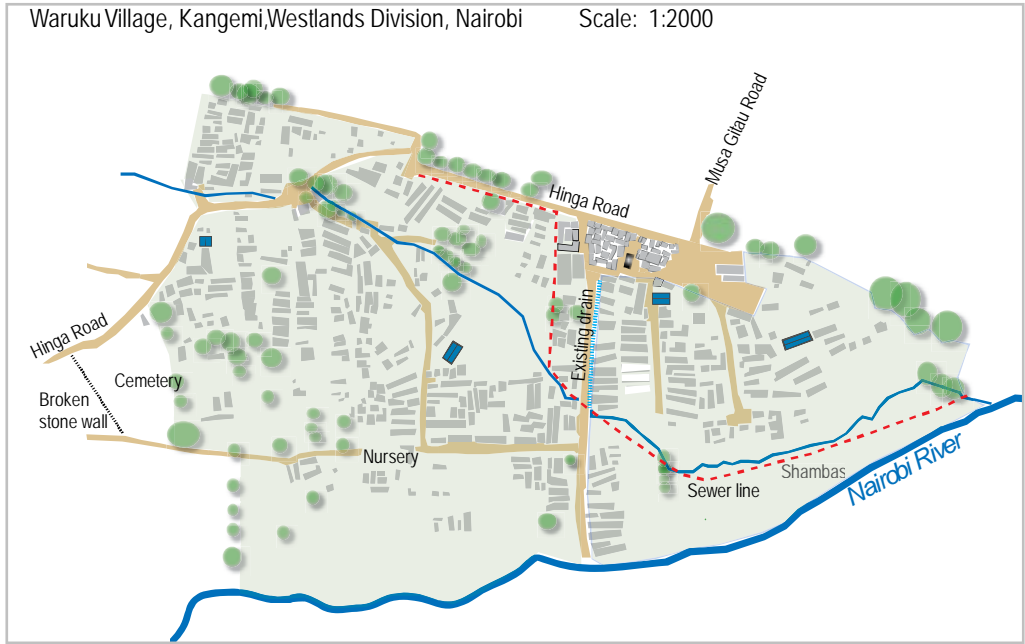 Waruku Village, Kangemi,Westlands Division, Nairobi
Scale: 1:2000
Musa Gitau Road
Hinga Road
Existing drain
Hinga Road
Cemetery
Broken
stone wall
Nursery
Shambas
Sewer line
Nairobi River